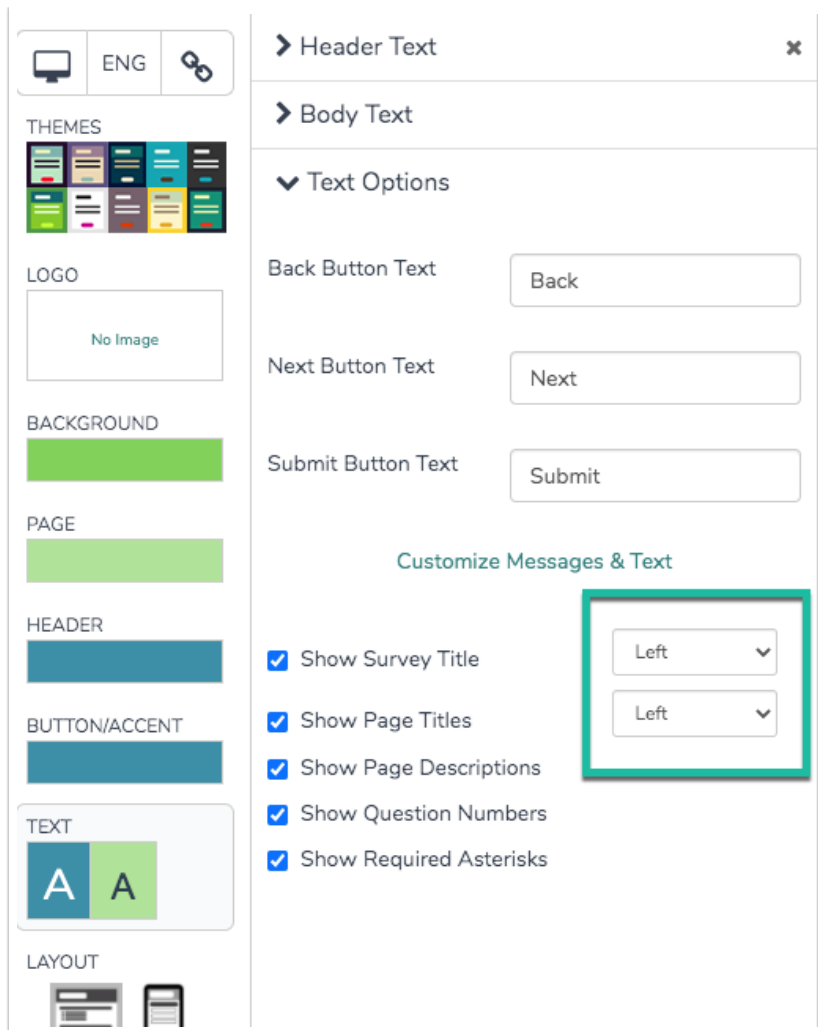 ENG
THEMES
LOGO
No Image
BACKGROUND
PAGE
HEADER
BUTTON/ACCENT
TEXT
A A
LAYOUT
Header Text
Body Text
Text Options
Back Button Text Back
Next Button Text Next
Submit Button Text Submit
Customize Messages & Text
Show Survey Title Left
Show Page Titles Left
Show Page Descriptions
Show Question Numbers
Show Required Asterisks